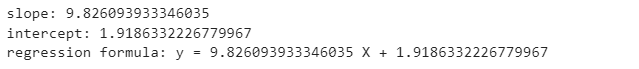 slope: 9.826093933346035
intercept: 1.9186332226779967
regression formula: y = 9.826093933346035 X + 1.9186332226779967